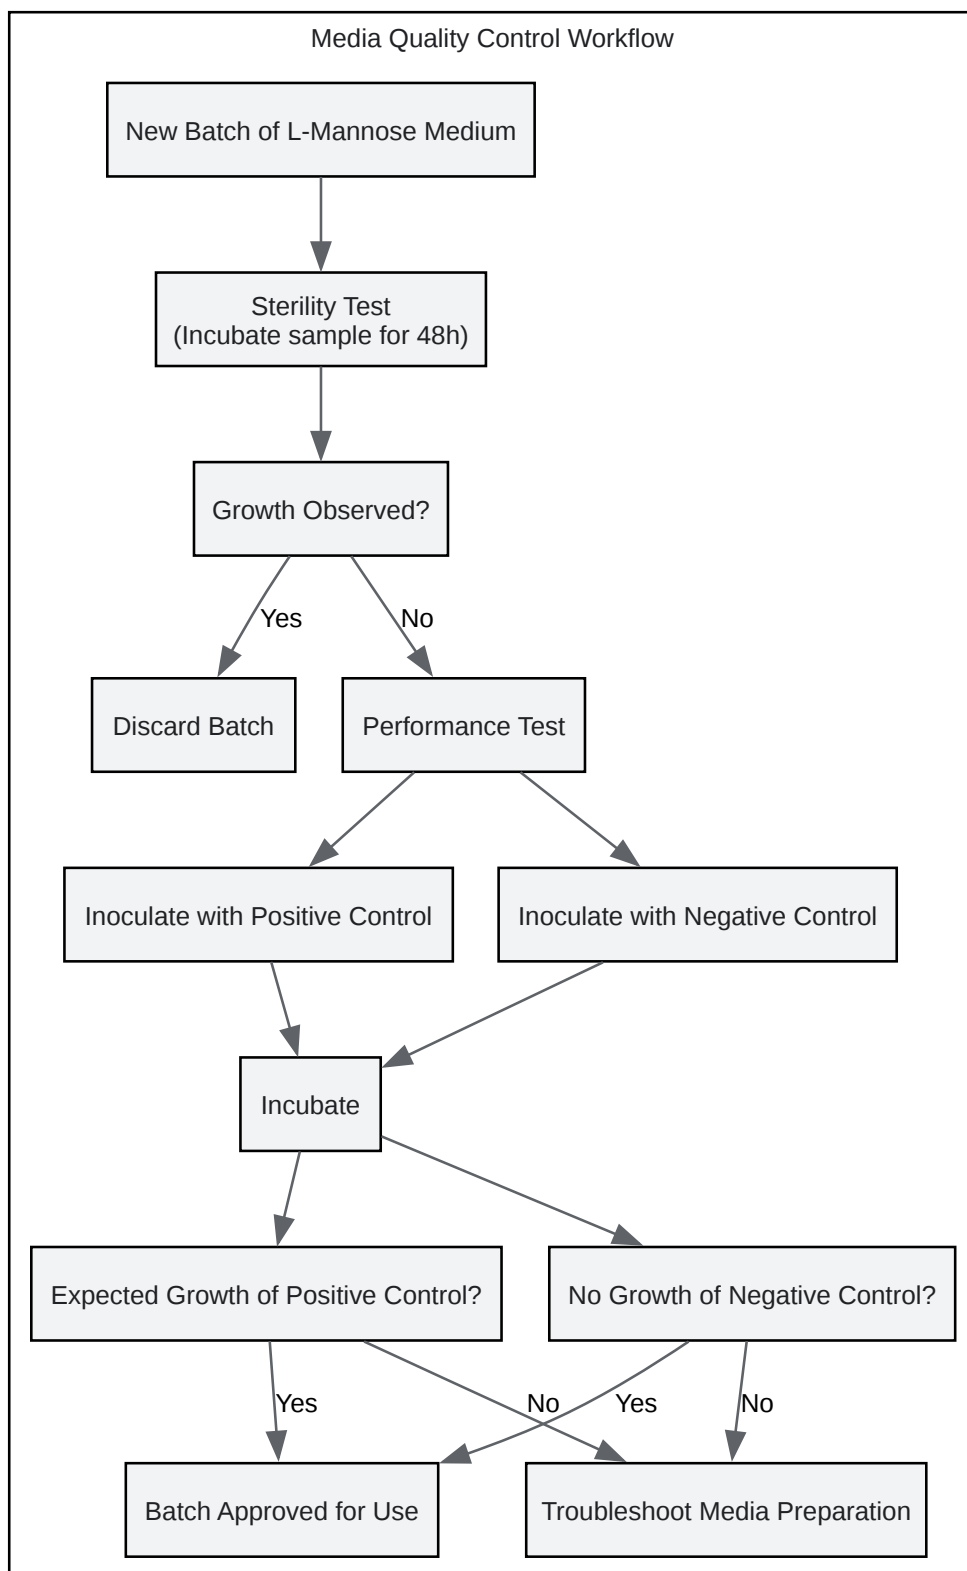 Media Quality Control Workflow
New Batch of L-Mannose Medium
Sterility Test
(Incubate sample for 48h)
Growth Observed?
Yes
No
Discard Batch
Performance Test
Inoculate with Positive Control
Inoculate with Negative Control
Incubate
Expected Growth of Positive Control?
No Growth of Negative Control?
Yes
No
Yes
No
Batch Approved for Use
Troubleshoot Media Preparation